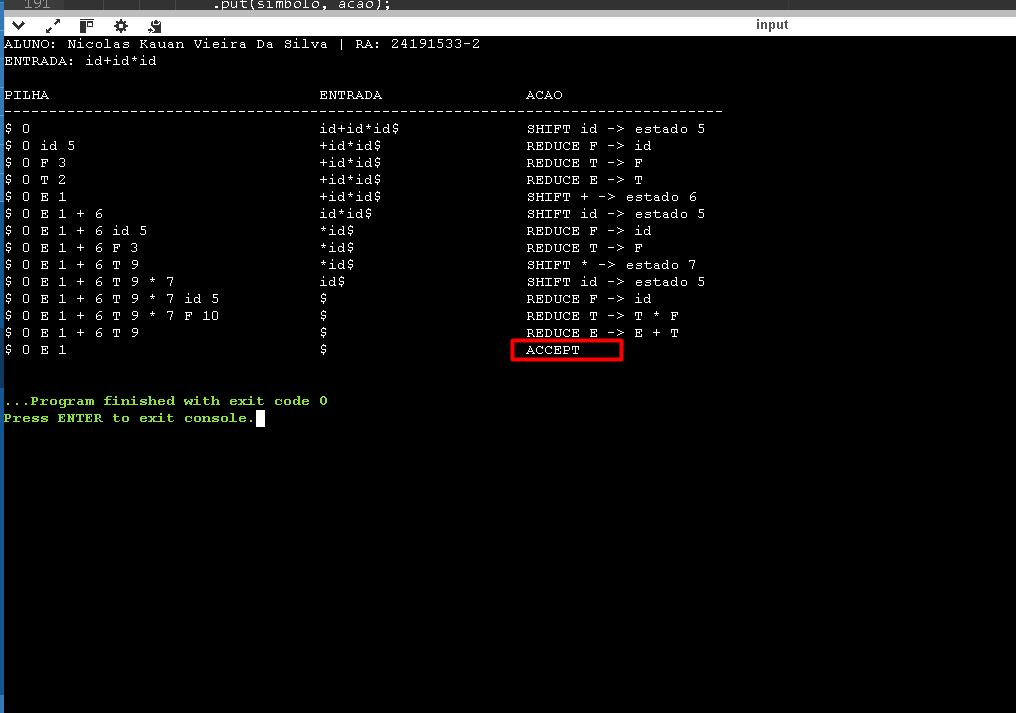 191 .put(simbolo, acao);
input
ALUNO: Nicolas Kauan Vieira Da Silva | RA: 24191533-2
ENTRADA: id+id*id
PILHA ENTRADA ACAO
--------------------------------------------------------------------------------
$ 0 id+id*id$ SHIFT id -> estado 5
$ 0 id 5 +id*id$ REDUCE F -> id
$ 0 F 3 +id*id$ REDUCE T -> F
$ 0 T 2 +id*id$ REDUCE E -> T
$ 0 E 1 +id*id$ SHIFT + -> estado 6
$ 0 E 1 + 6 id*id$ SHIFT id -> estado 5
$ 0 E 1 + 6 id 5 *id$ REDUCE F -> id
$ 0 E 1 + 6 F 3 *id$ REDUCE T -> F
$ 0 E 1 + 6 T 9 *id$ SHIFT * -> estado 7
$ 0 E 1 + 6 T 9 * 7 id$ SHIFT id -> estado 5
$ 0 E 1 + 6 T 9 * 7 id 5 $ REDUCE F -> id
$ 0 E 1 + 6 T 9 * 7 F 10 $ REDUCE T -> T * F
$ 0 E 1 + 6 T 9 $ REDUCE E -> E + T
$ 0 E 1 $ ACCEPT
...Program finished with exit code 0
Press ENTER to exit console.